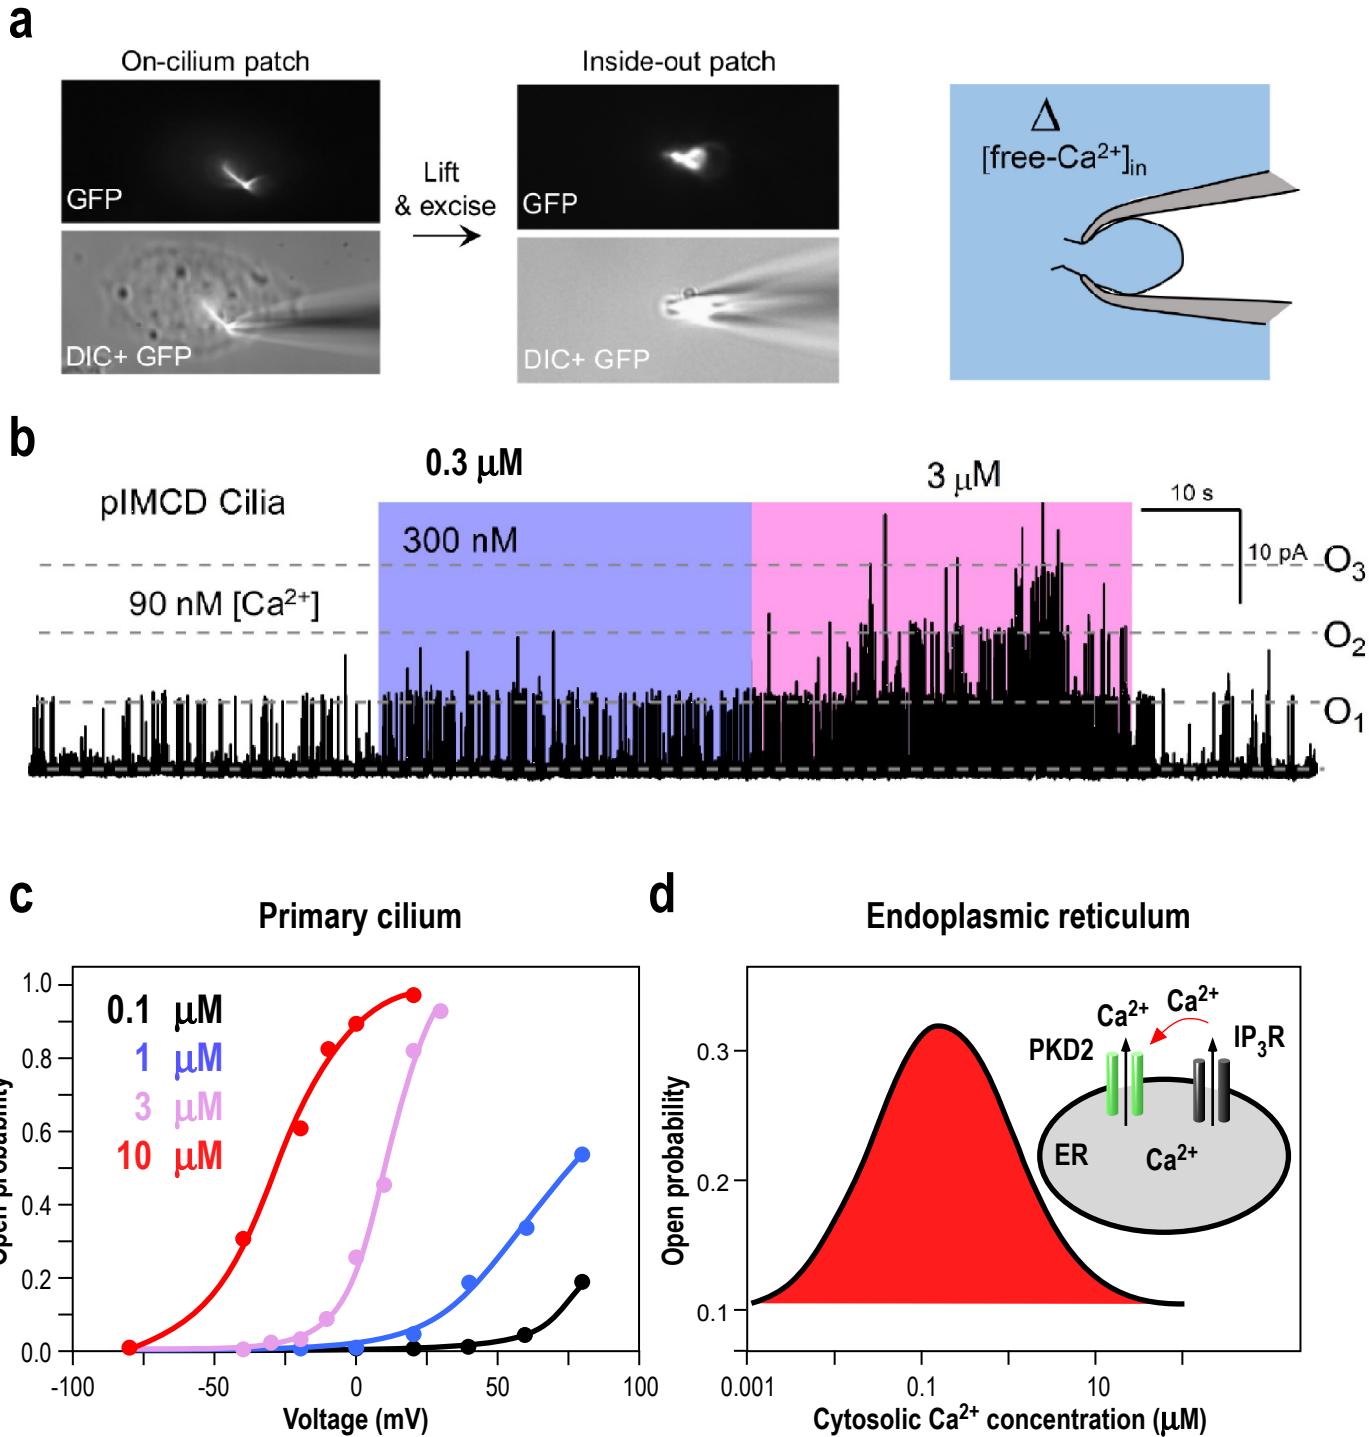 a
On-cilium patch
Inside-out patch
GFP
DIC+ GFP
Lift
& excise
GFP
DIC+ GFP
Δ
[free-Ca²⁺]in
b
0.3 μM
3 μM
pIMCD Cilia
10 s
300 nM
10 pA
O₃
90 nM [Ca²⁺]
O₂
O₁
c
Primary cilium
Open probability
1.0
0.8
0.6
0.4
0.2
0.0
0.1 μM
1 μM
3 μM
10 μM
-100
-50
0
50
100
Voltage (mV)
d
Endoplasmic reticulum
Open probability
0.3
0.2
0.1
Ca²⁺
Ca²⁺
PKD2
IP₃R
ER
Ca²⁺
0.001
0.1
10
Cytosolic Ca²⁺ concentration (μM)